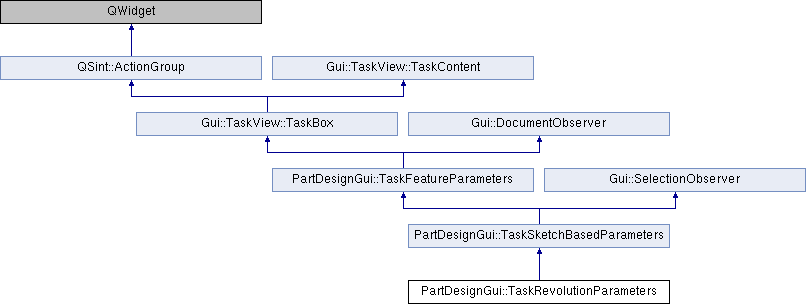 QWidget
QSint::ActionGroup
Gui::TaskView::TaskContent
Gui::TaskView::TaskBox
Gui::DocumentObserver
PartDesignGui::TaskFeatureParameters
Gui::SelectionObserver
PartDesignGui::TaskSketchBasedParameters
PartDesignGui::TaskRevolutionParameters